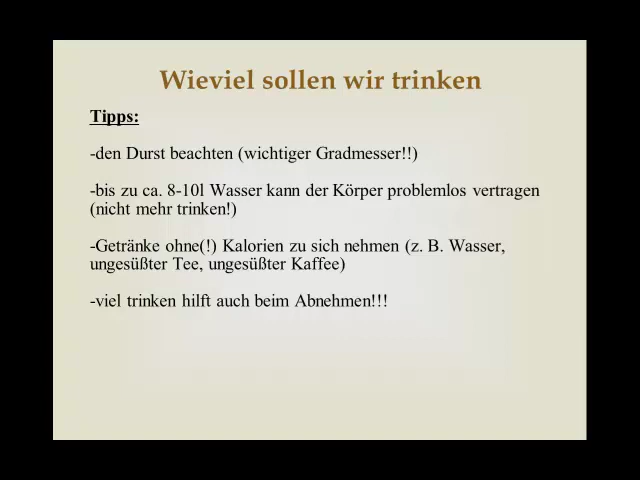 Wieviel sollen wir trinken
Tipps:
-den Durst beachten (wichtiger Gradmesser!!)
-bis zu ca. 8-10l Wasser kann der Körper problemlos vertragen
(nicht mehr trinken!)
-Getränke ohne(!) Kalorien zu sich nehmen (z. B. Wasser,
ungesüßter Tee, ungesüßter Kaffee)
-viel trinken hilft auch beim Abnehmen!!!